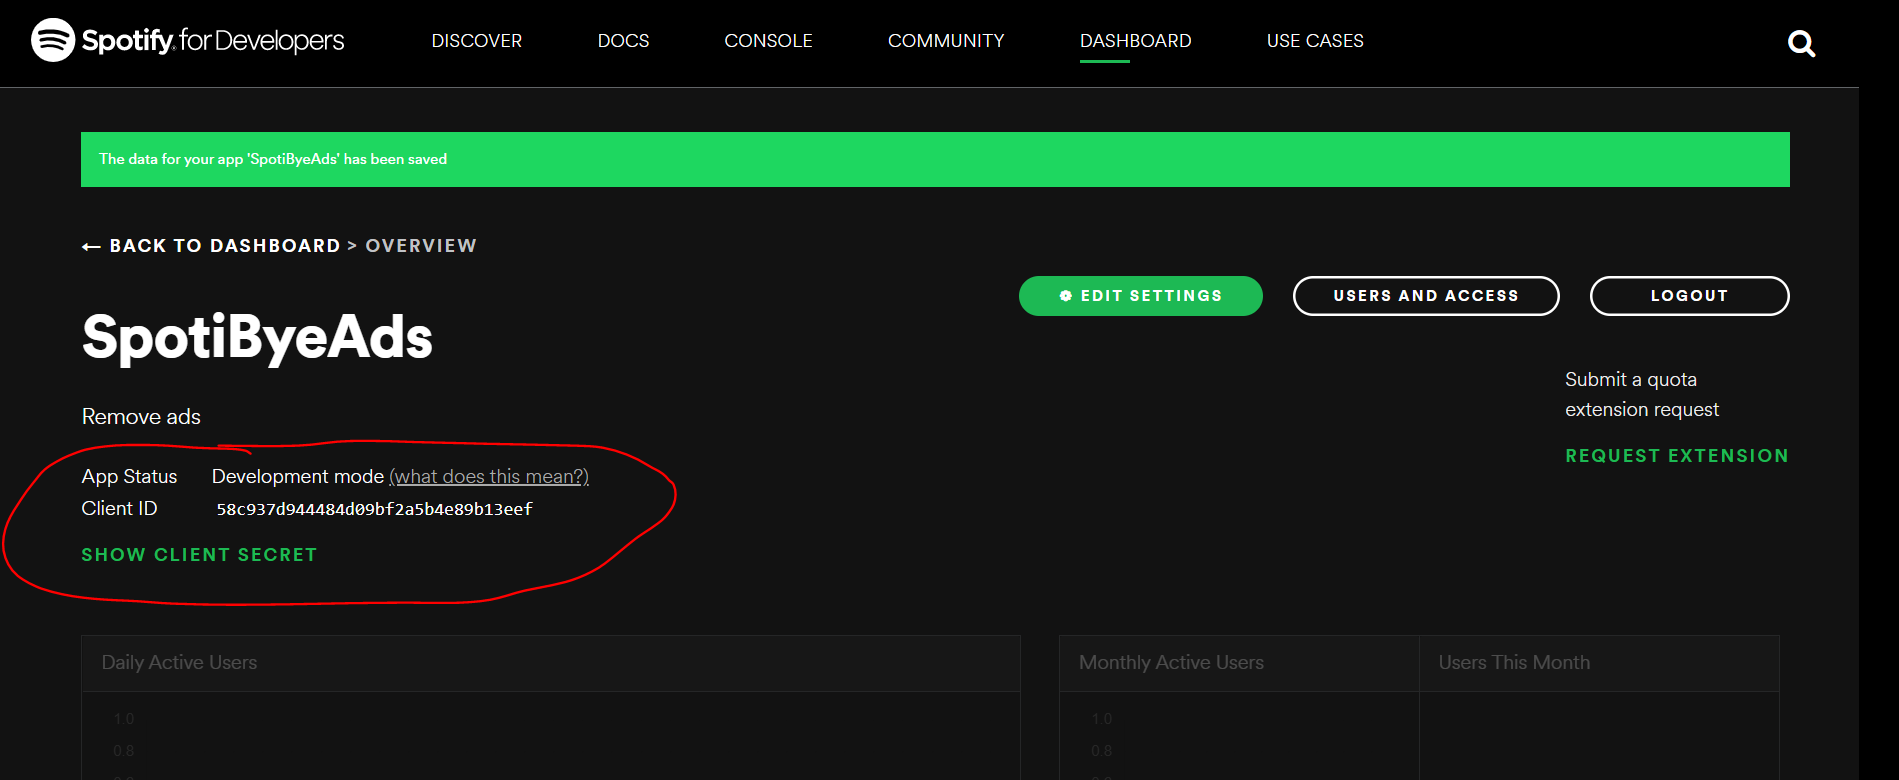 Spotify for Developers
DISCOVER DOCS CONSOLE COMMUNITY DASHBOARD USE CASES
The data for your app 'SpotiByeAds' has been saved
← BACK TO DASHBOARD > OVERVIEW
EDIT SETTINGS USERS AND ACCESS LOGOUT
SpotiByeAds
Submit a quota
extension request
REQUEST EXTENSION
Remove ads
App Status Development mode (what does this mean?)
Client ID 58c937d944484d09bf2a5b4e89b13eef
SHOW CLIENT SECRET
Daily Active Users Monthly Active Users Users This Month
1.0 1.0
0.8 0.8